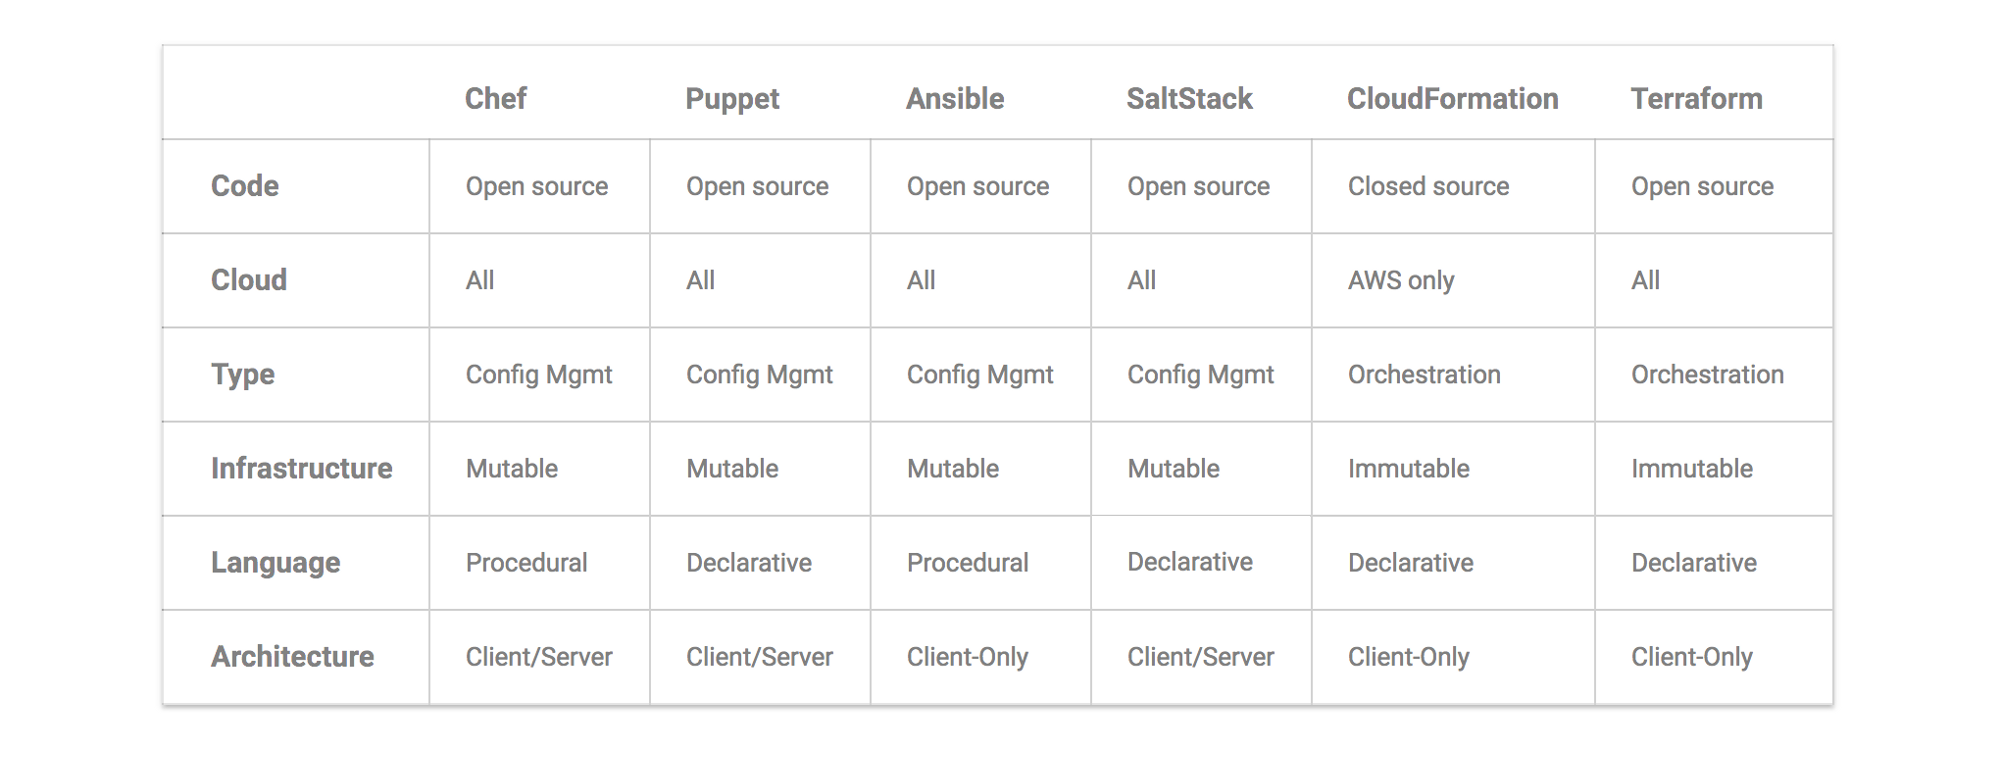 Chef Puppet Ansible SaltStack CloudFormation Terraform
Code Open source Open source Open source Open source Closed source Open source
Cloud All All All All AWS only All
Type Config Mgmt Config Mgmt Config Mgmt Config Mgmt Orchestration Orchestration
Infrastructure Mutable Mutable Mutable Mutable Immutable Immutable
Language Procedural Declarative Procedural Declarative Declarative Declarative
Architecture Client/Server Client/Server Client-Only Client/Server Client-Only Client-Only